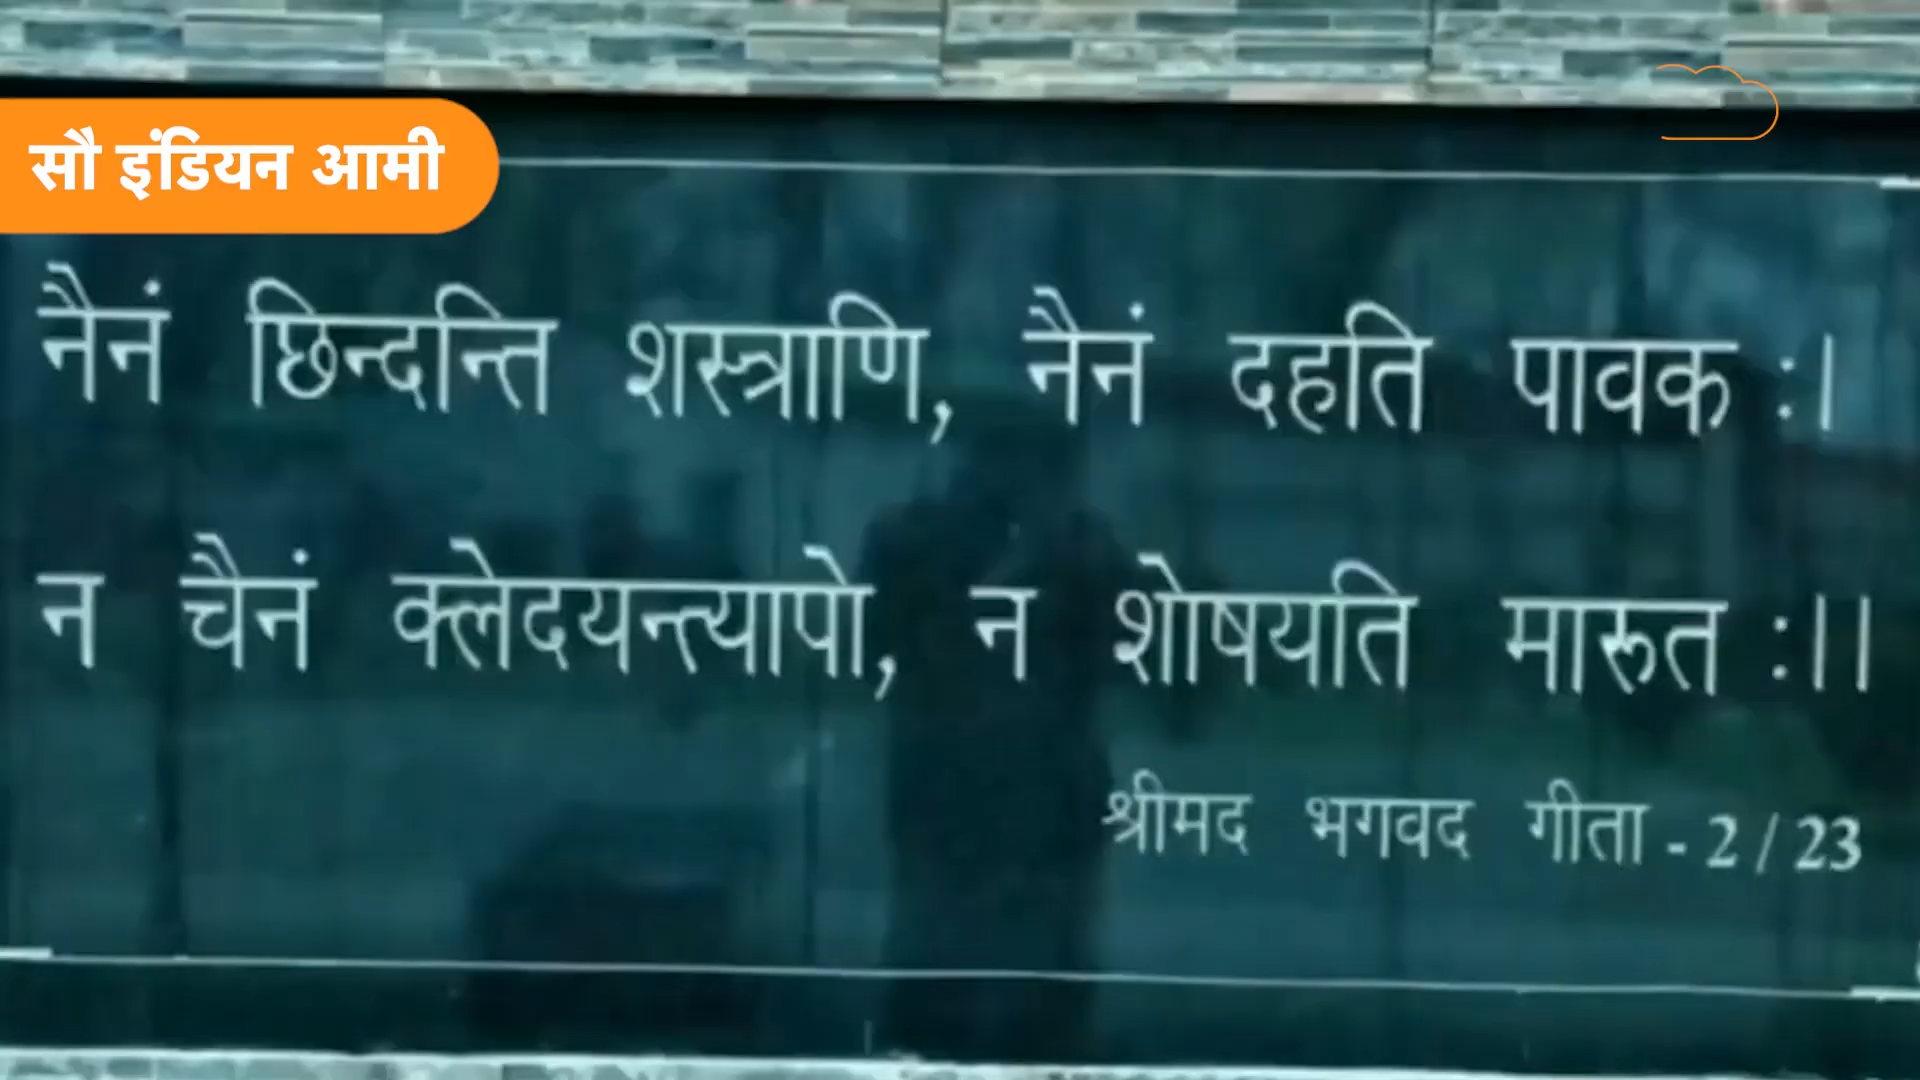 सौ इंडियन आमी
नैनं छिन्दन्ति शस्त्राणि, नैनं दहति पावक :।
न चैनं क्लेदयन्त्यापो, न शोषयति मारूत :।।
श्रीमद भगवद गीता - 2 / 23